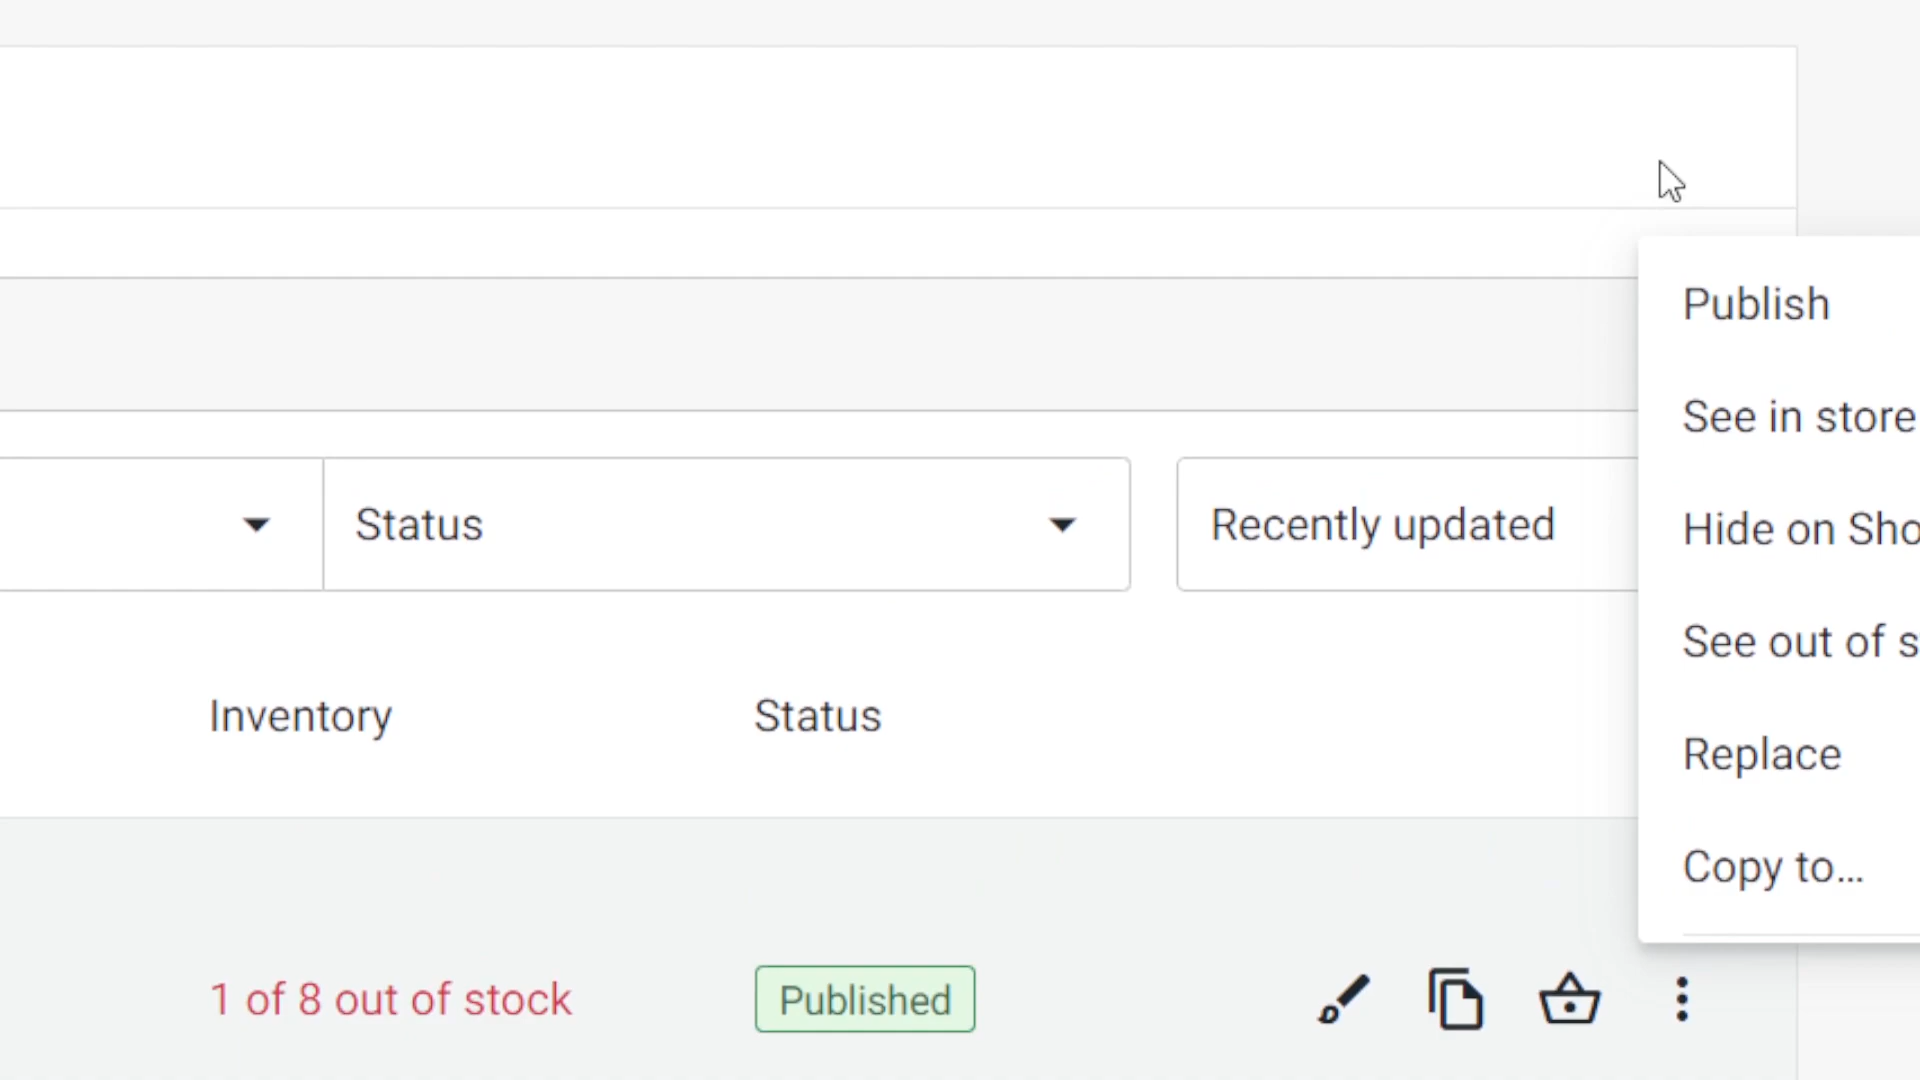 Publish
See in store
Hide on Sho
See out of s
Replace
Copy to...
Status
Recently updated
Inventory
Status
1 of 8 out of stock
Published